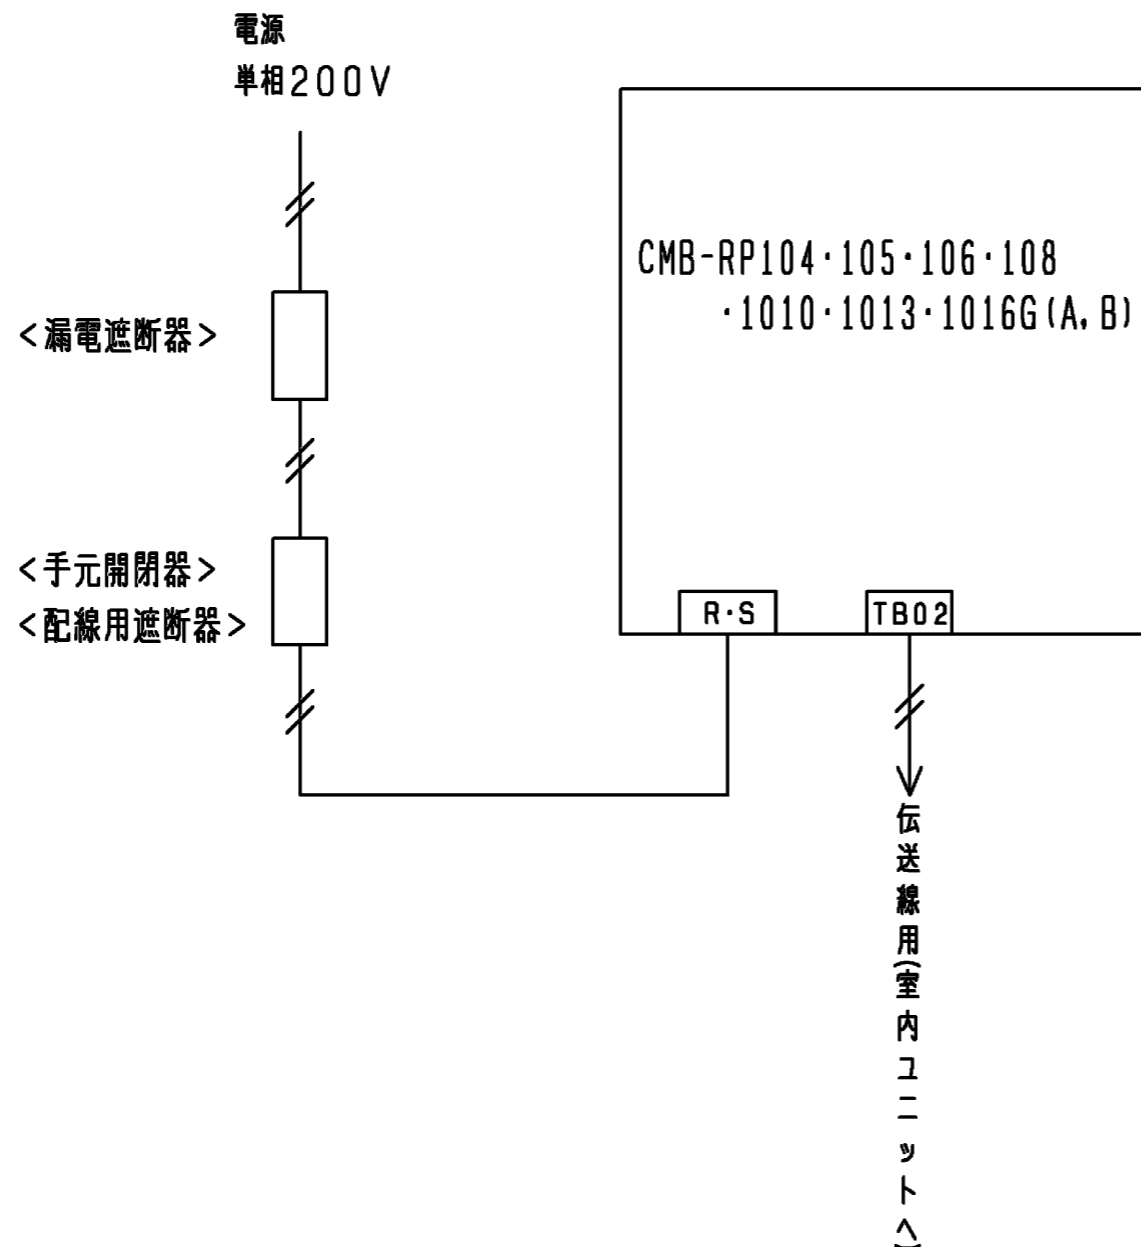 電源
単相200V
CMB-RP104・105・106・108
・1010・1013・1016G(A,B)
<漏電遮断器>
<手元開閉器>
<配線用遮断器>
R・S
TB02
伝送線用(室内ユニットへ)